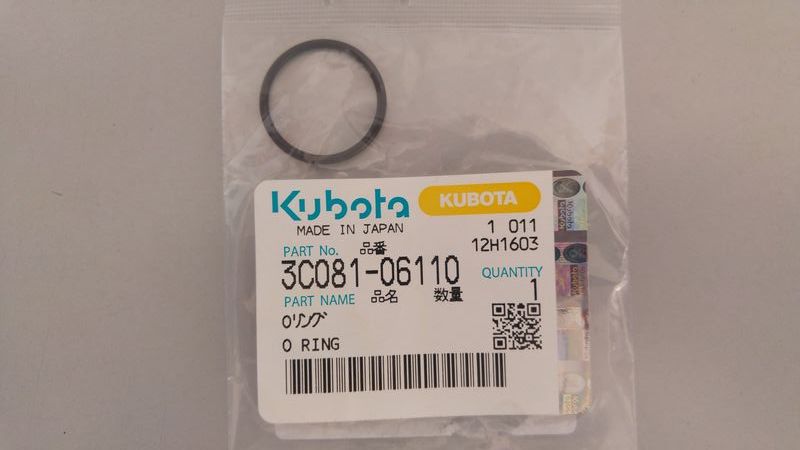 Kubota KUBOTA
MADE IN JAPAN 1 011
PART No. 品番 12H1603
3C081-06110 QUANTITY
PART NAME 品名 数量 1
Oリング
O RING